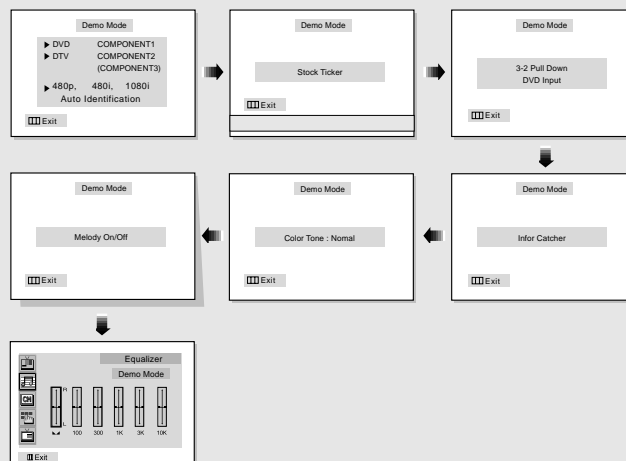 Demo Mode
DVD COMPONENT1
DTV COMPONENT2
(COMPONENT3)
480p, 480i, 1080i
Auto Identification
Exit
Demo Mode
Stock Ticker
Exit
Demo Mode
3-2 Pull Down
DVD Input
Exit
Demo Mode
Infor Catcher
Exit
Demo Mode
Color Tone : Nomal
Exit
Demo Mode
Melody On/Off
Exit
Equalizer
Demo Mode
CH
R
L
100 300 1K 3K 10K
Exit